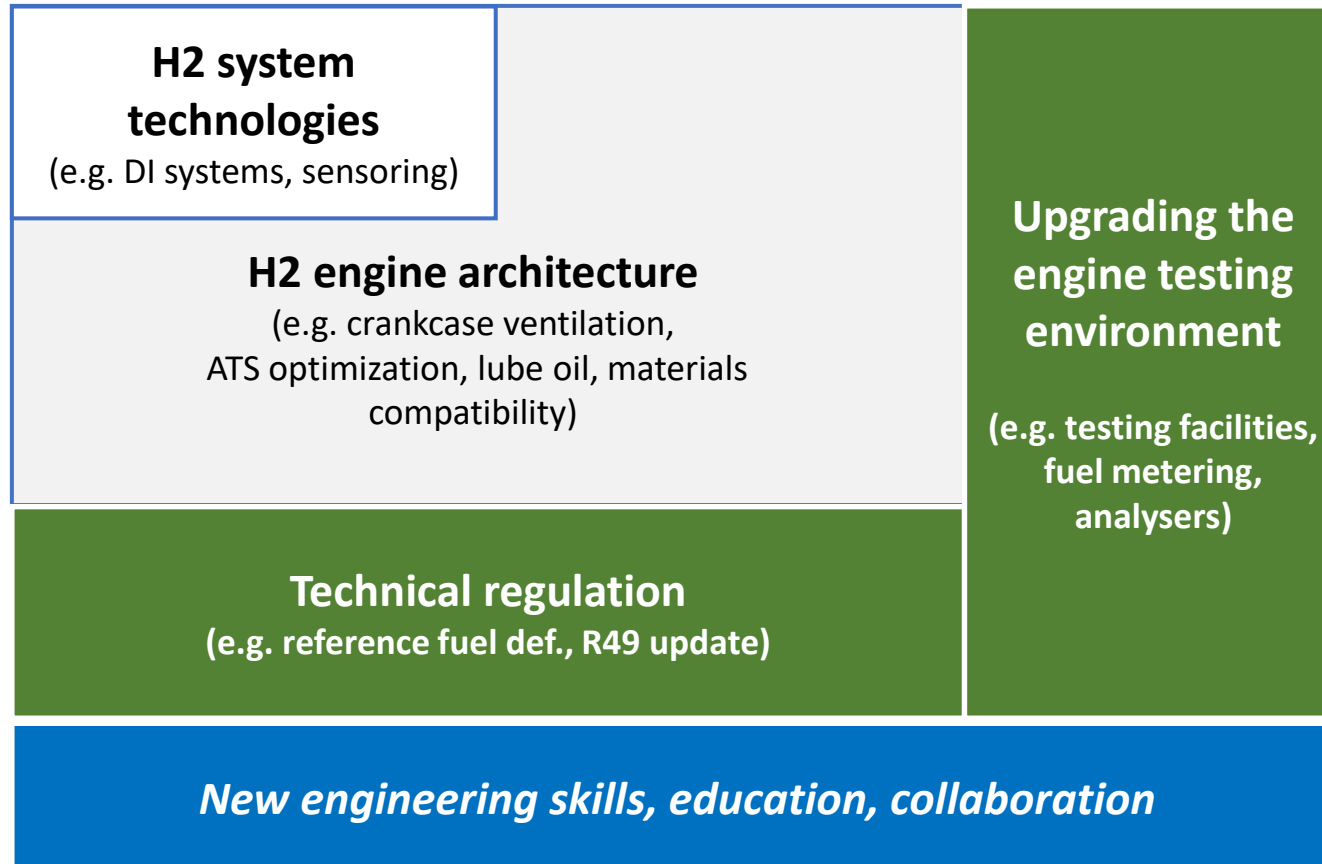 H2 system
technologies
(e.g. DI systems, sensoring)
H2 engine architecture
(e.g. crankcase ventilation,
ATS optimization, lube oil, materials
compatibility)
Upgrading the
engine testing
environment
(e.g. testing facilities,
fuel metering,
analysers)
Technical regulation
(e.g. reference fuel def., R49 update)
New engineering skills, education, collaboration